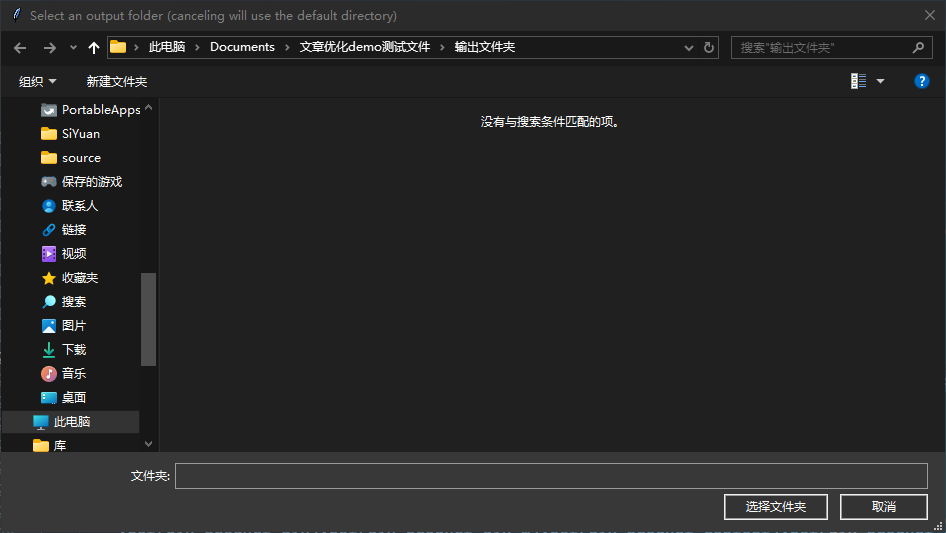 Select an output folder (canceling will use the default directory)
此电脑 › Documents › 文章优化demo测试文件 › 输出文件夹
搜索"输出文件夹"
组织 新建文件夹
?
PortableApps
没有与搜索条件匹配的项。
SiYuan
source
保存的游戏
联系人
链接
视频
收藏夹
搜索
图片
下载
音乐
桌面
此电脑
库
文件夹:
选择文件夹 取消